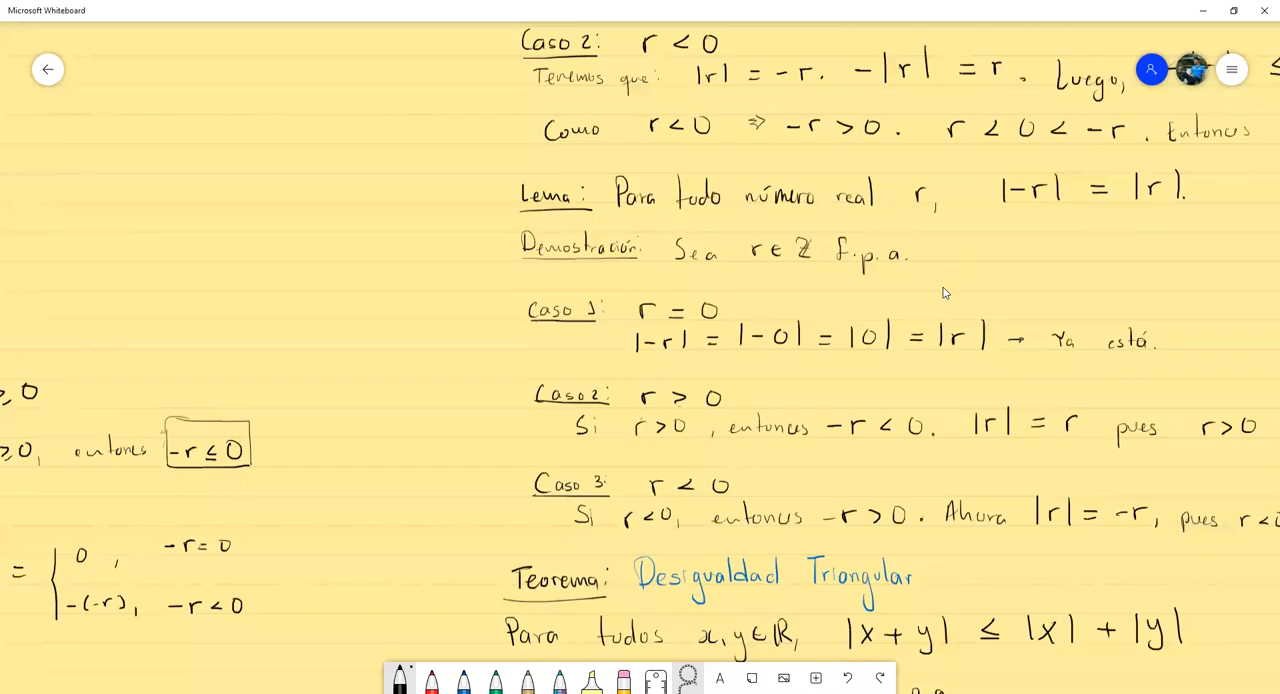 Microsoft Whiteboard
Caso 2: r < 0
Tenemos que: |r| = -r. -|r| = r. Luego, ≤
Como r<0 ⇒ -r > 0. r < 0 < -r. Entonces
Lema: Para todo número real r, |-r| = |r|.
Demostración: Sea r ∈ ℤ f.p.a.
Caso 1: r = 0
|-r| = |-0| = |0| = |r| → Ya está.
≥ 0
Caso 2: r > 0
Si r>0, entonces -r < 0. |r| = r pues r>0
≥0, entonces -r ≤ 0
Caso 3: r < 0
Si r<0, entonces -r > 0. Ahora |r| = -r, pues r<0
= { 0, -r = 0
-(-r), -r < 0
Teorema: Desigualdad Triangular
Para todos x, y ∈ ℝ, |x + y| ≤ |x| + |y|
A